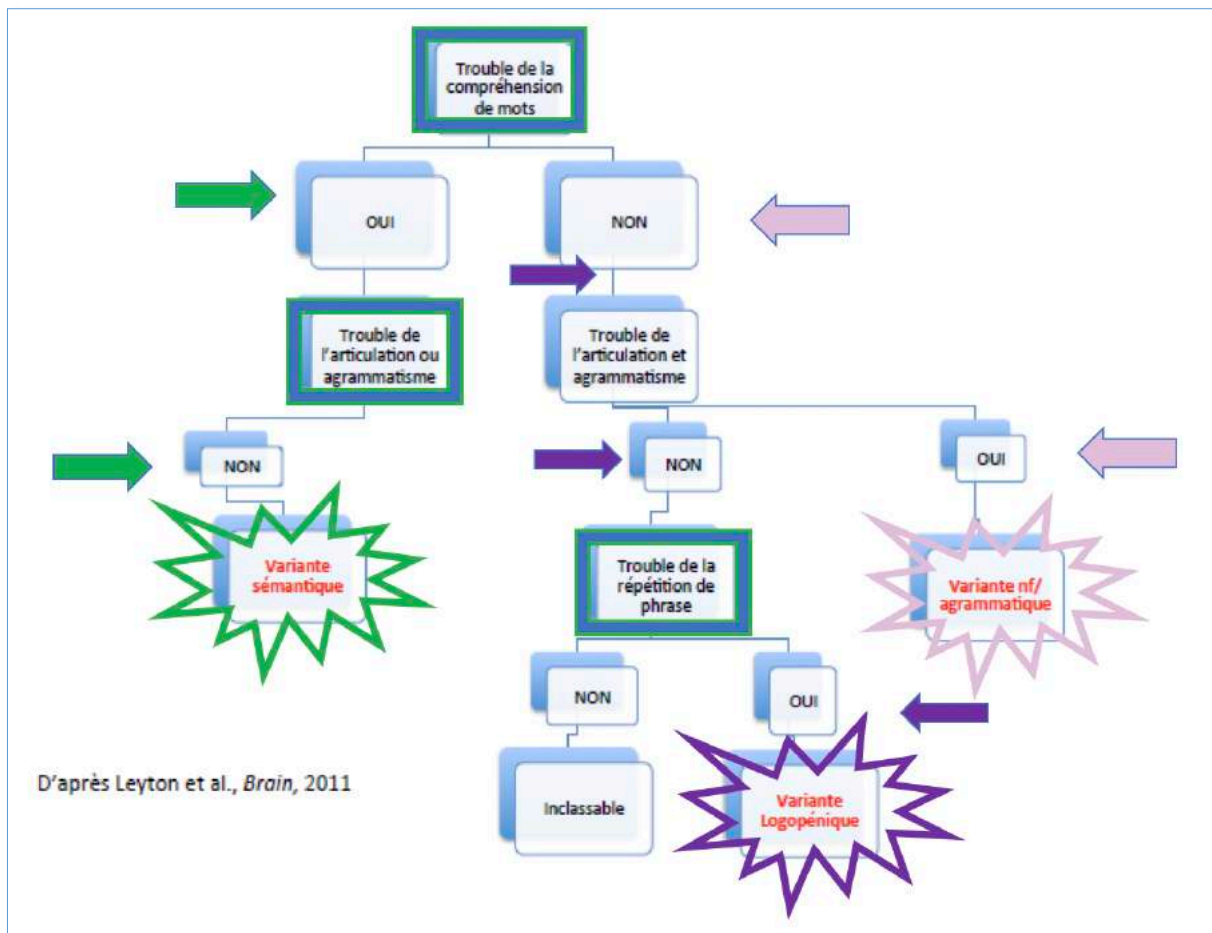 Trouble de la
compréhension
de mots
OUI
NON
Trouble de
l'articulation ou
agrammatisme
Trouble de
l'articulation et
agrammatisme
NON
NON
OUI
Variante
sémantique
Trouble de la
répétition de
phrase
Variante nf/
agrammatique
NON
OUI
D'après Leyton et al., Brain, 2011
Inclassable
Variante
Logopénique